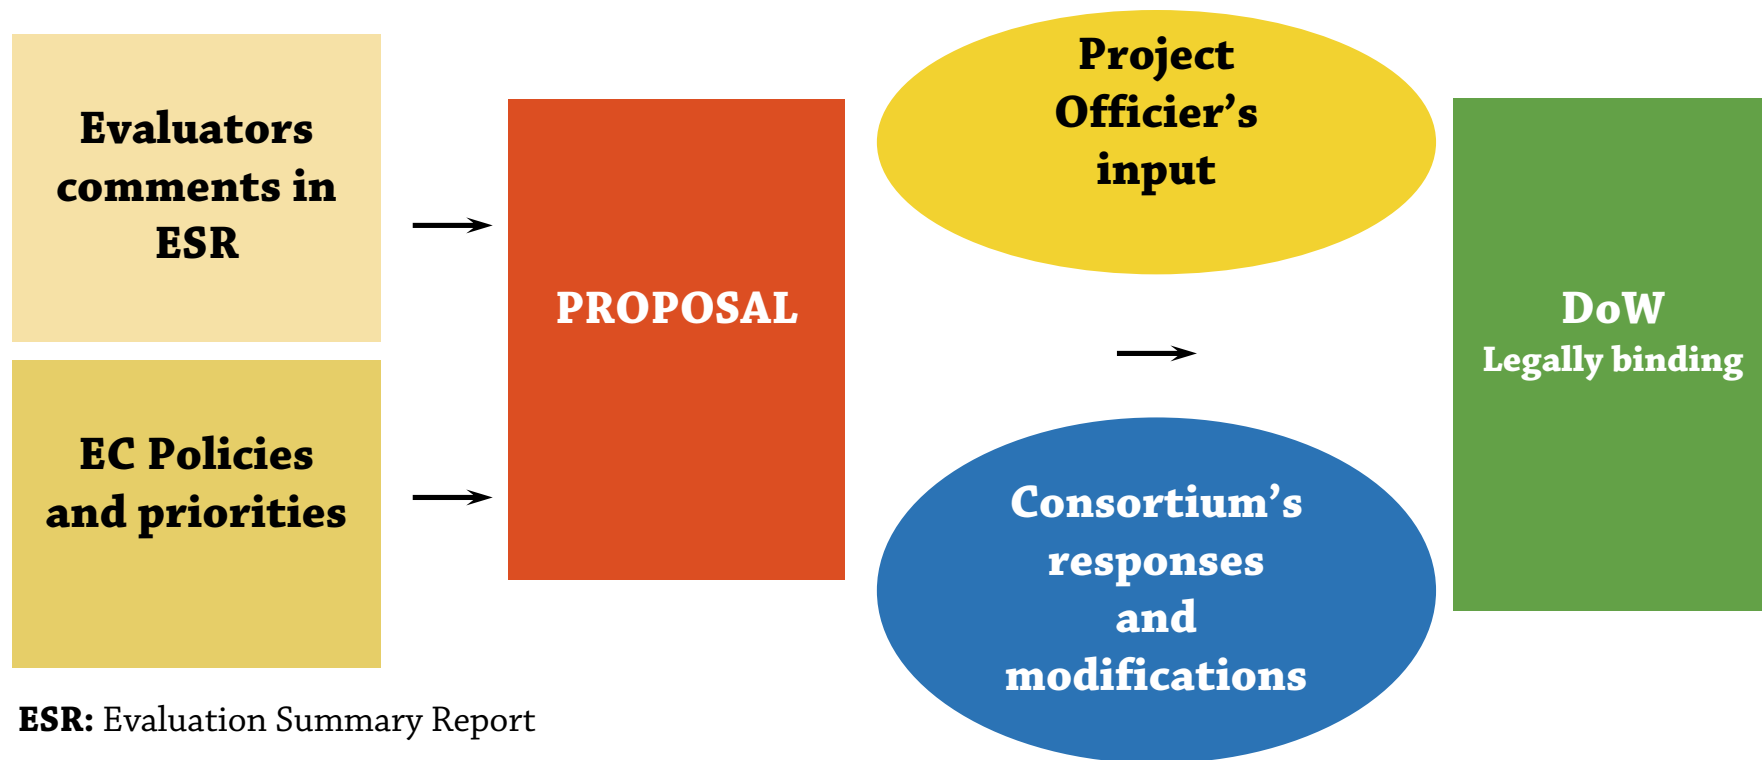 Evaluators
comments in
ESR
EC Policies
and priorities
PROPOSAL
Project
Officier’s
input
Consortium’s
responses
and
modifications
DoW
Legally binding
ESR: Evaluation Summary Report